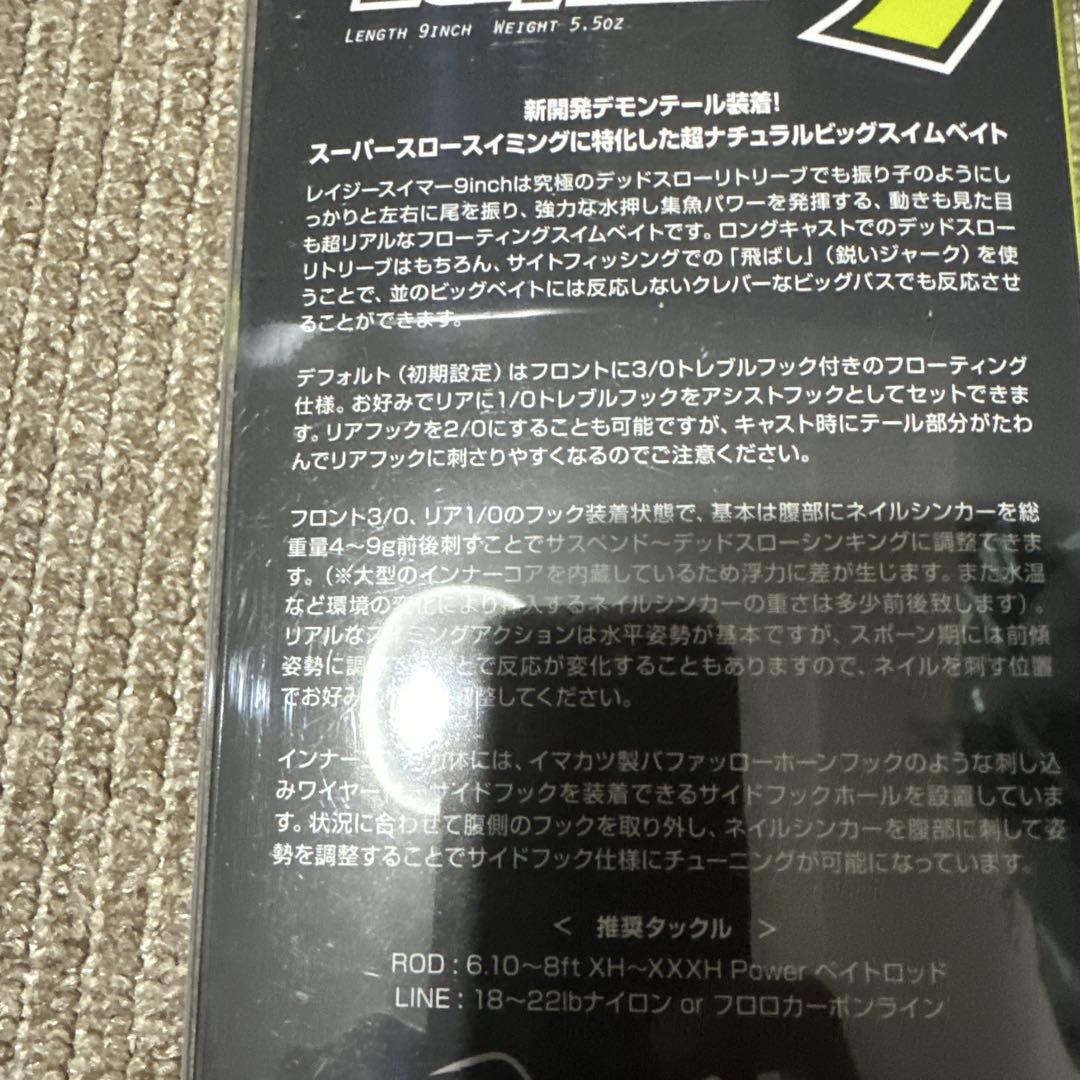 LENGTH 9INCH WEIGHT 5.5OZ
新開発デモンテール装着!
スーパースロースイミングに特化した超ナチュラルビッグスイムベイト
レイジースイマー9inchは究極のデッドスローリトリーブでも振り子のようにし
っかりと左右に尾を振り、強力な水押し集魚パワーを発揮する、動きも見た目
も超リアルなフローティングスイムベイトです。ロングキャストでのデッドスロー
リトリーブはもちろん、サイトフィッシングでの「飛ばし」(鋭いジャーク)を使
うことで、並のビッグベイトには反応しないクレバーなビッグバスでも反応させ
ることができます。
デフォルト(初期設定)はフロントに3/0トレブルフック付きのフローティング
仕様。お好みでリアに1/0トレブルフックをアシストフックとしてセットできま
す。リアフックを2/0にすることも可能ですが、キャスト時にテール部分がたわ
んでリアフックに刺さりやすくなるのでご注意ください。
フロント3/0、リア1/0のフック装着状態で、基本は腹部にネイルシンカーを総
重量4〜9g前後刺すことでサスペンド〜デッドスローシンキングに調整できま
す。(※大型のインナーコアを内蔵しているため浮力に差が生じます。また水温
など環境の変化により挿入するネイルシンカーの重さは多少前後致します)。
リアルなスイミングアクションは水平姿勢が基本ですが、スポーン期には前傾
姿勢に調 とで反応が変化することもありますので、ネイルを刺す位置
でお好み 整してください。
インナー 体には、イマカツ製バファッローホーンフックのような刺し込
みワイヤー サイドフックを装着できるサイドフックホールを設置していま
す。状況に合わせて腹側のフックを取り外し、ネイルシンカーを腹部に刺して姿
勢を調整することでサイドフック仕様にチューニングが可能になっています。
< 推奨タックル >
ROD : 6.10〜8ft XH〜XXXH Power ベイトロッド
LINE : 18〜22lbナイロン or フロロカーボンライン